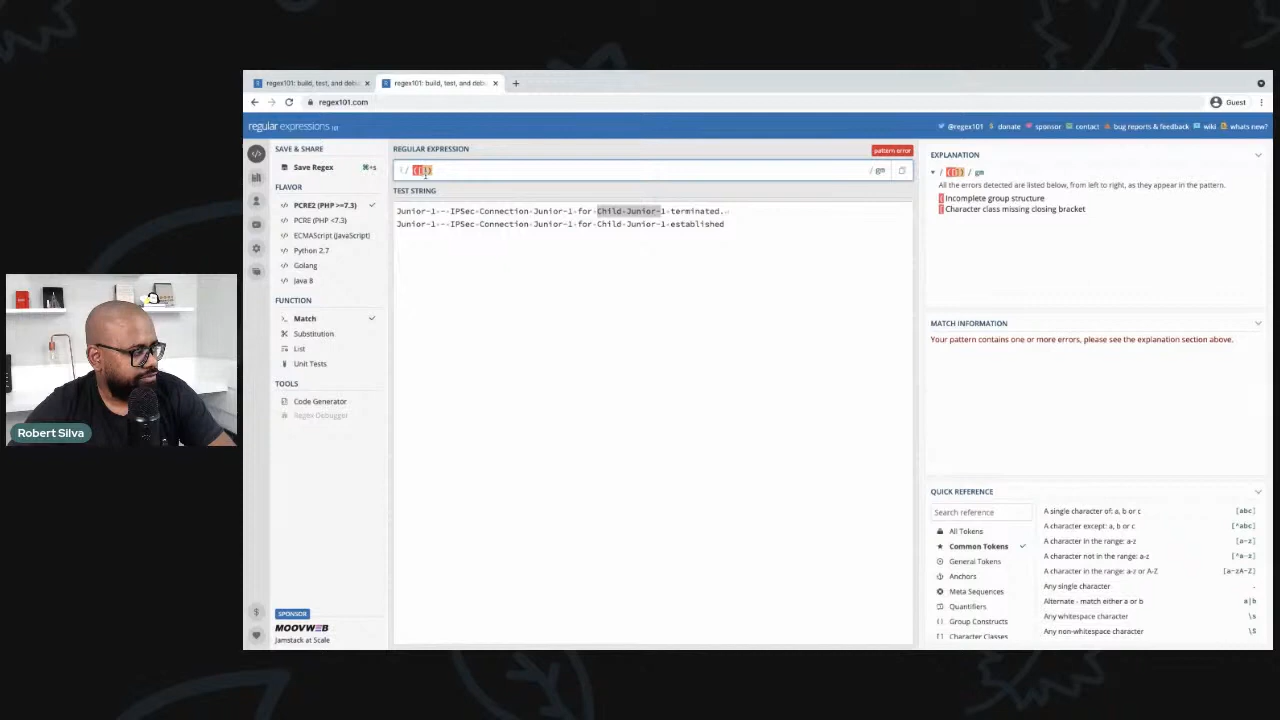 regex101: build, test, and debu
regex101: build, test, and debu
regex101.com
Guest
regular expressions 101
@regex101
donate
sponsor
contact
bug reports & feedback
wiki
whats new?
SAVE & SHARE
Save Regex
⌘+s
FLAVOR
PCRE2 (PHP >=7.3)
PCRE (PHP <7.3)
ECMAScript (JavaScript)
Python 2.7
Golang
Java 8
FUNCTION
Match
Substitution
List
Unit Tests
TOOLS
Code Generator
Regex Debugger
SPONSOR
MOOVWEB
Jamstack at Scale
REGULAR EXPRESSION
pattern error
/ gm
TEST STRING
Junior-1·--·IPSec·Connection·Junior-1·for·Child-Junior-1·terminated.
Junior-1·--·IPSec·Connection·Junior-1·for·Child-Junior-1·established
EXPLANATION
/ gm
All the errors detected are listed below, from left to right, as they appear in the pattern.
( Incomplete group structure
[ Character class missing closing bracket
MATCH INFORMATION
Your pattern contains one or more errors, please see the explanation section above.
QUICK REFERENCE
Search reference
All Tokens
Common Tokens
General Tokens
Anchors
Meta Sequences
Quantifiers
Group Constructs
Character Classes
A single character of: a, b or c [abc]
A character except: a, b or c [^abc]
A character in the range: a-z [a-z]
A character not in the range: a-z [^a-z]
A character in the range: a-z or A-Z [a-zA-Z]
Any single character .
Alternate - match either a or b a|b
Any whitespace character \s
Any non-whitespace character \S
Robert Silva